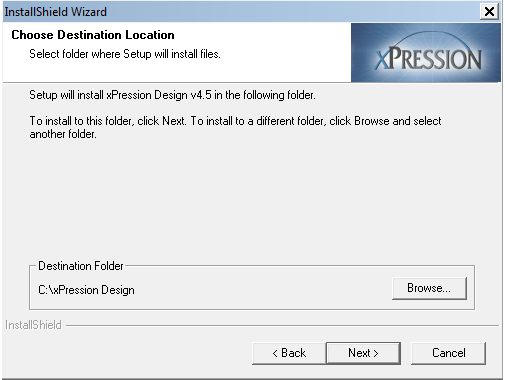 InstallShield Wizard
Choose Destination Location
Select folder where Setup will install files.
xPRESSION
Setup will install xPression Design v4.5 in the following folder.
To install to this folder, click Next. To install to a different folder, click Browse and select
another folder.
Destination Folder
C:\xPression Design
Browse...
InstallShield
< Back
Next >
Cancel